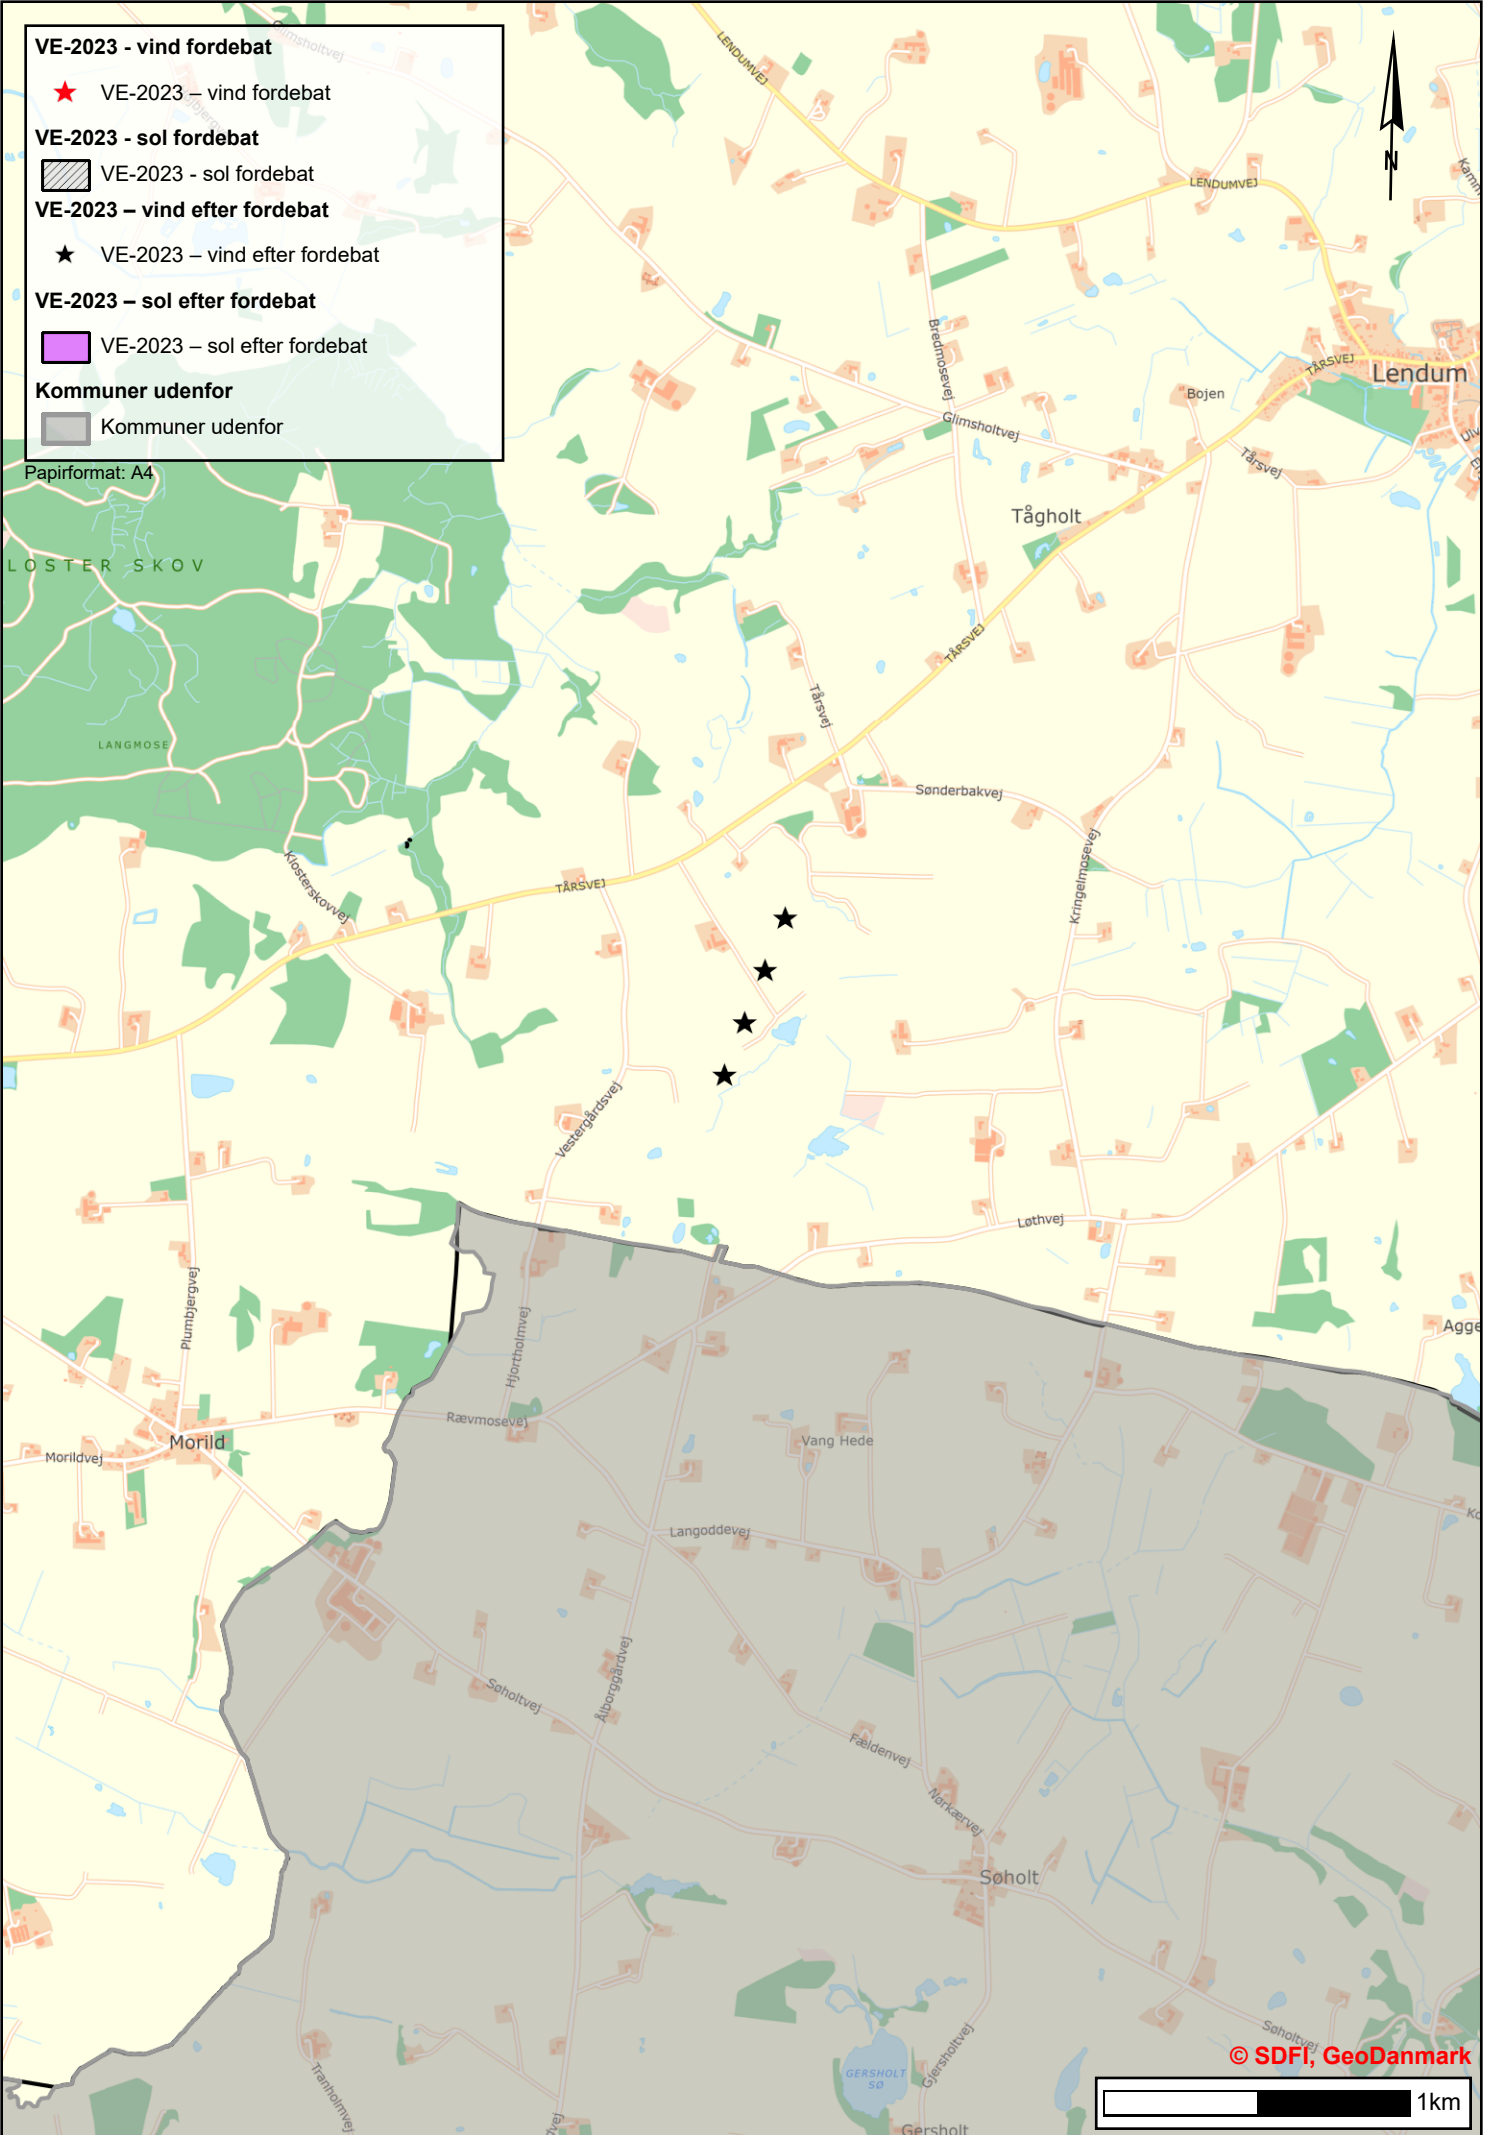 VE-2023 - vind fordebat
VE-2023 – vind fordebat
VE-2023 - sol fordebat
VE-2023 - sol fordebat
VE-2023 – vind efter fordebat
VE-2023 – vind efter fordebat
VE-2023 – sol efter fordebat
VE-2023 – sol efter fordebat
Kommuner udenfor
Kommuner udenfor
Papirformat: A4
Glimsholtvej
LENDUMVEJ
N
LENDUMVEJ
Bredmosevej
TÅRSVEJ
Lendum
Bojen
Glimsholtvej
Tårsvej
Tågholt
LOSTER SKOV
TÅRSVEJ
Tårsvej
LANGMOSE
Sønderbakvej
Kringelmosevej
Klosterskovvej
TÅRSVEJ
Vestergårdsvej
Løthvej
Plumbjergvej
Hjortholmvej
Agge
Rævmosevej
Morild
Morildvej
Vang Hede
Langoddevej
Ålborggårdvej
Søholtvej
Fældenvej
Nørkærvej
Søholt
Søholtvej
© SDFI, GeoDanmark
GERSHOLT
SØ
Gjersholtvej
Tranholmvej
Gersholt
1km